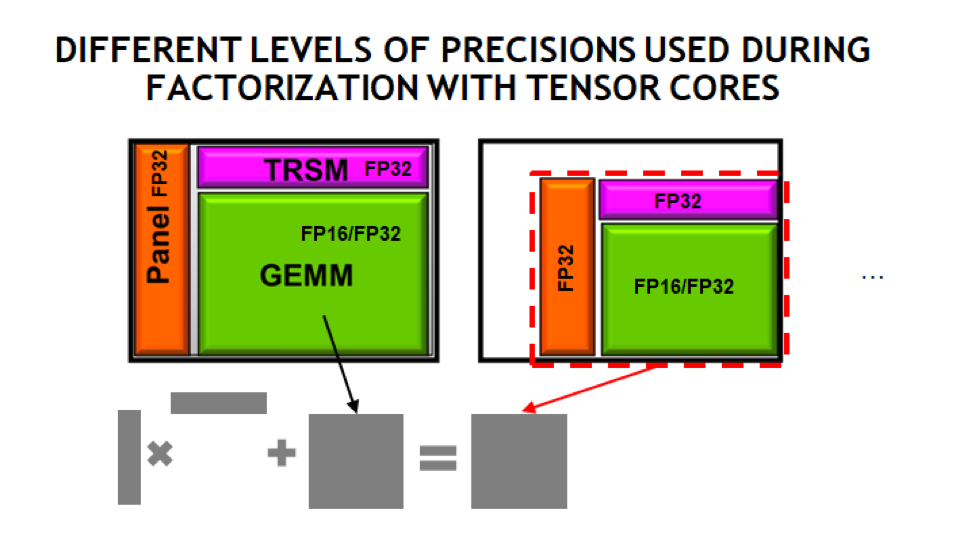 DIFFERENT LEVELS OF PRECISIONS USED DURING
FACTORIZATION WITH TENSOR CORES
Panel FP32
TRSM FP32
FP16/FP32
GEMM
FP32
FP32
FP16/FP32
...
× + =